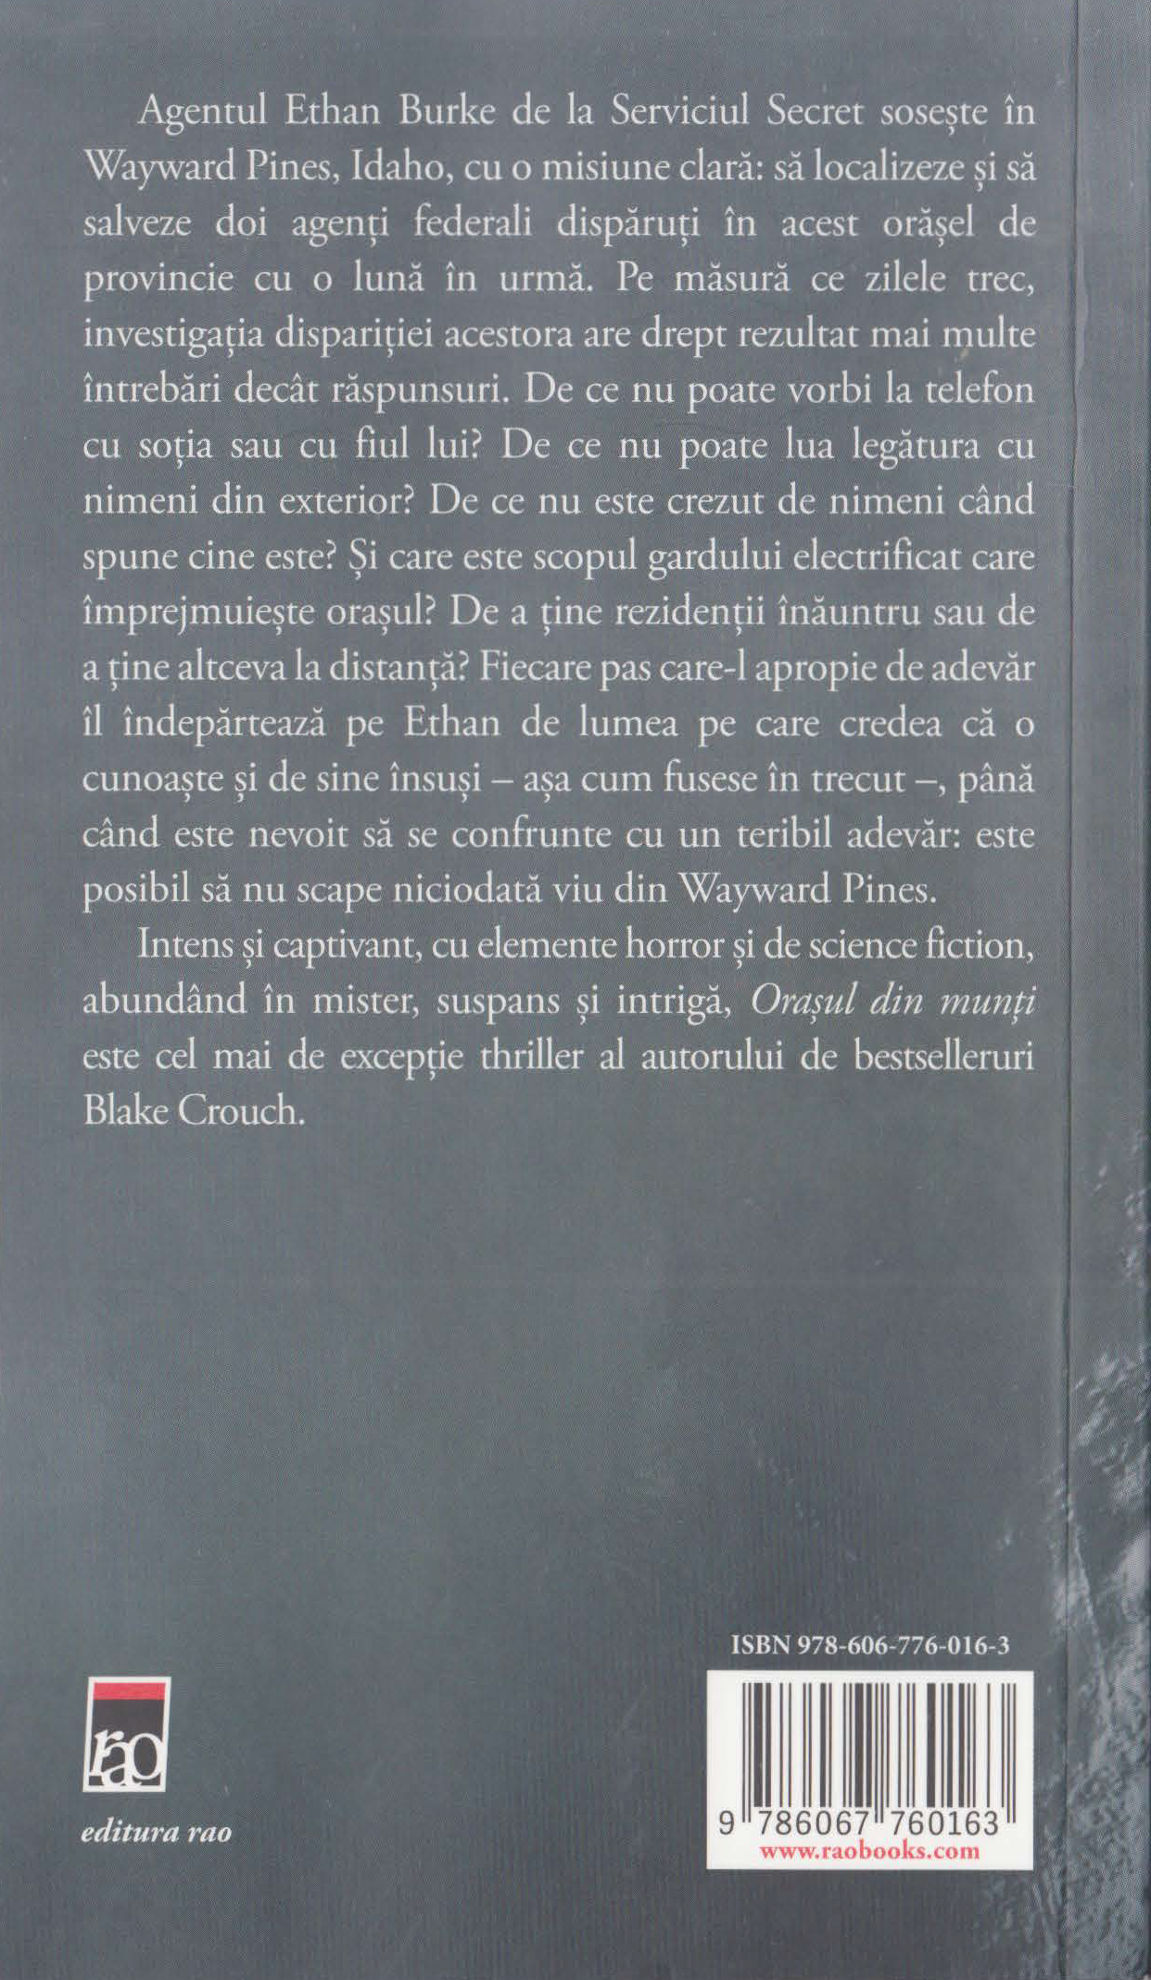 Agentul Ethan Burke de la Serviciul Secret sosește în
Wayward Pines, Idaho, cu o misiune clară: să localizeze și să
salveze doi agenți federali dispăruți în acest orășel de
provincie cu o lună în urmă. Pe măsură ce zilele trec,
investigația dispariției acestora are drept rezultat mai multe
întrebări decât răspunsuri. De ce nu poate vorbi la telefon
cu soția sau cu fiul lui? De ce nu poate lua legătura cu
nimeni din exterior? De ce nu este crezut de nimeni când
spune cine este? Și care este scopul gardului electrificat care
împrejmuiește orașul? De a ține rezidenții înăuntru sau de
a ține altceva la distanță? Fiecare pas care-l apropie de adevăr
îl îndepărtează pe Ethan de lumea pe care credea că o
cunoaște și de sine însuși – așa cum fusese în trecut –, până
când este nevoit să se confrunte cu un teribil adevăr: este
posibil să nu scape niciodată viu din Wayward Pines.
Intens și captivant, cu elemente horror și de science fiction,
abundând în mister, suspans și intrigă, Orașul din munți
este cel mai de excepție thriller al autorului de bestselleruri
Blake Crouch.
ISBN 978-606-776-016-3
9 786067 760163
www.raobooks.com
rao
editura rao